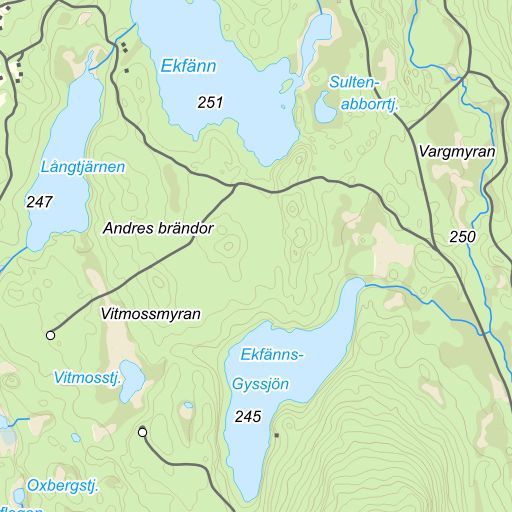 Ekfänn
Sulten-
abborrtj.
251
Vargmyran
Långtjärnen
247
Andres brändor
250
Vitmossmyran
Ekfänns-
Gyssjön
Vitmosstj.
245
Oxbergstj.